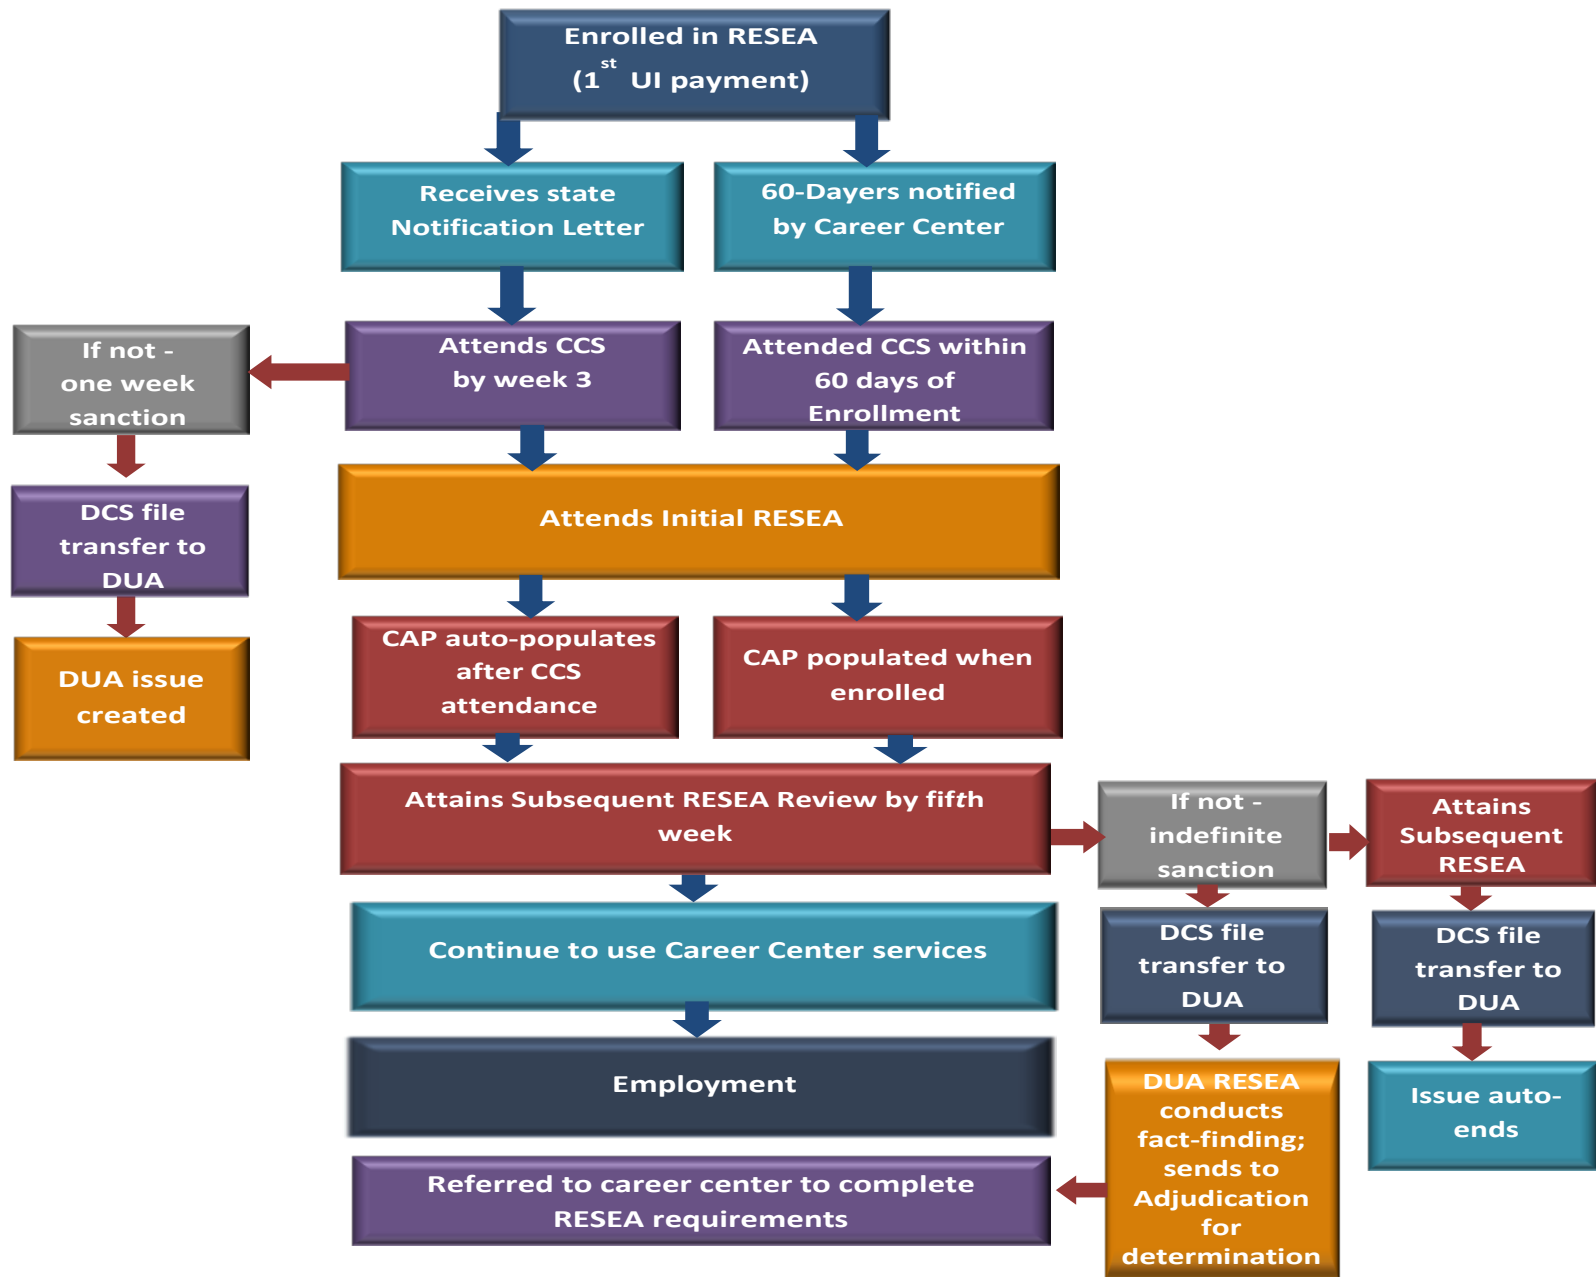 Enrolled in RESEA
(1st UI payment)
Receives state
Notification Letter
60-Dayers notified
by Career Center
If not -
one week
sanction
Attends CCS
by week 3
Attended CCS within
60 days of
Enrollment
DCS file
transfer to
DUA
Attends Initial RESEA
DUA issue
created
CAP auto-populates
after CCS
attendance
CAP populated when
enrolled
Attains Subsequent RESEA Review by fifth
week
If not -
indefinite
sanction
Attains
Subsequent
RESEA
Continue to use Career Center services
DCS file
transfer to
DUA
DCS file
transfer to
DUA
Employment
DUA RESEA
conducts
fact-finding;
sends to
Adjudication
for
determination
Issue auto-
ends
Referred to career center to complete
RESEA requirements